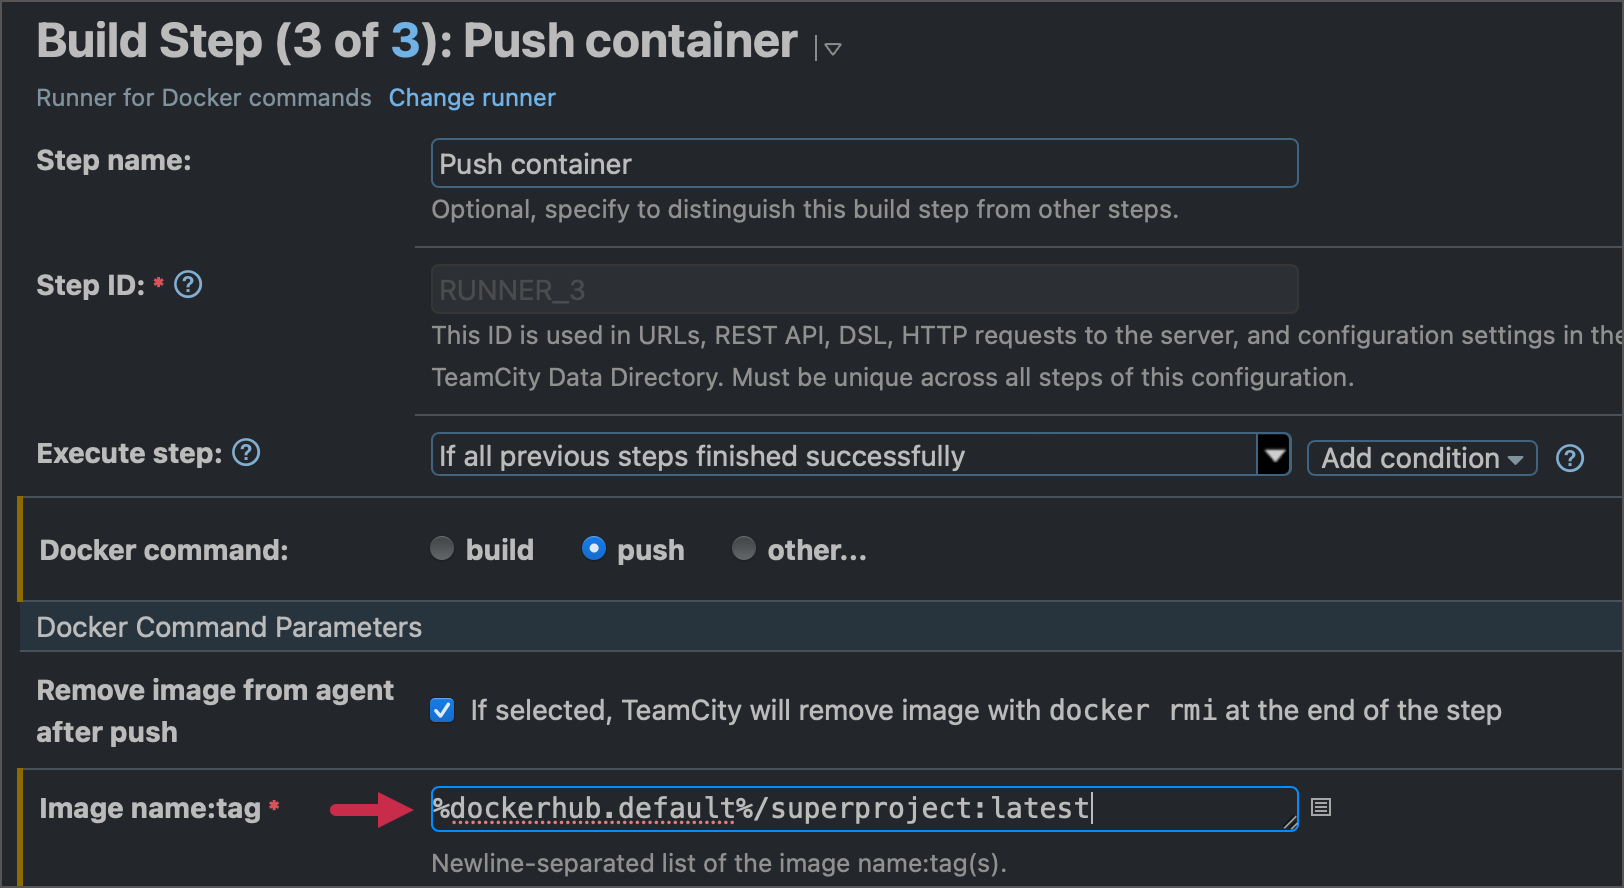 Build Step (3 of 3): Push container
Runner for Docker commands Change runner
Step name:
Push container
Optional, specify to distinguish this build step from other steps.
Step ID: * ?
RUNNER_3
This ID is used in URLs, REST API, DSL, HTTP requests to the server, and configuration settings in the
TeamCity Data Directory. Must be unique across all steps of this configuration.
Execute step: ?
If all previous steps finished successfully
Add condition
?
Docker command:
build push other...
Docker Command Parameters
Remove image from agent
after push
If selected, TeamCity will remove image with docker rmi at the end of the step
Image name:tag *
%dockerhub.default%/superproject:latest
Newline-separated list of the image name:tag(s).